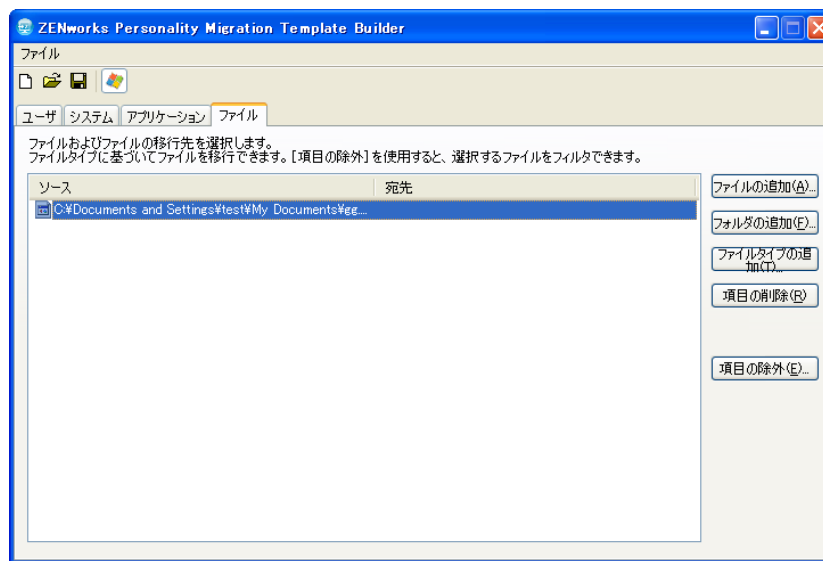 ZENworks Personality Migration Template Builder
ファイル
ユーザ システム アプリケーション ファイル
ファイルおよびファイルの移行先を選択します。
ファイルタイプに基づいてファイルを移行できます。[項目の除外]を使用すると、選択するファイルをフィルタできます。
ソース 宛先
C:¥Documents and Settings¥test¥My Documents¥gg...
ファイルの追加(A)...
フォルダの追加(F)...
ファイルタイプの追
加(T)...
項目の削除(R)
項目の除外(E)...